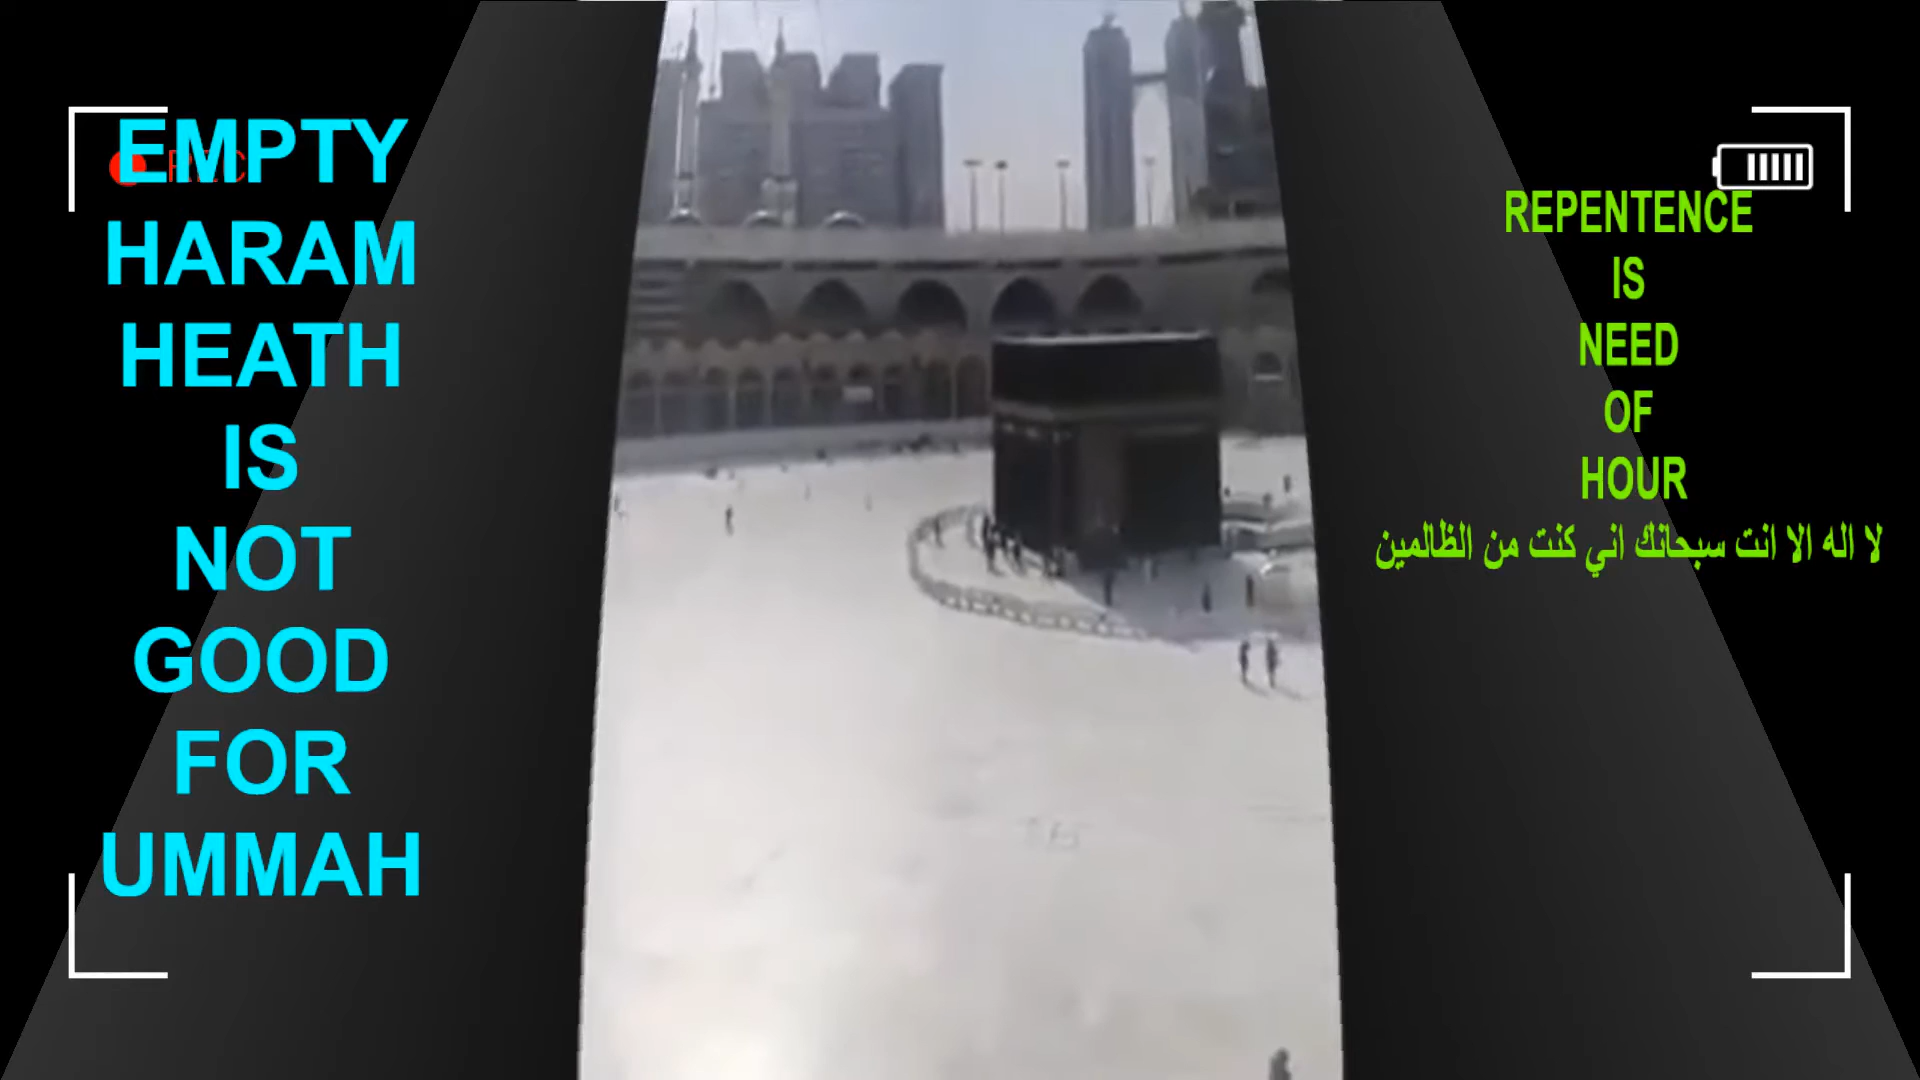 REC
EMPTY
HARAM
HEATH
IS
NOT
GOOD
FOR
UMMAH
REPENTENCE
IS
NEED
OF
HOUR
لا اله الا انت سبحانك اني كنت من الظالمين